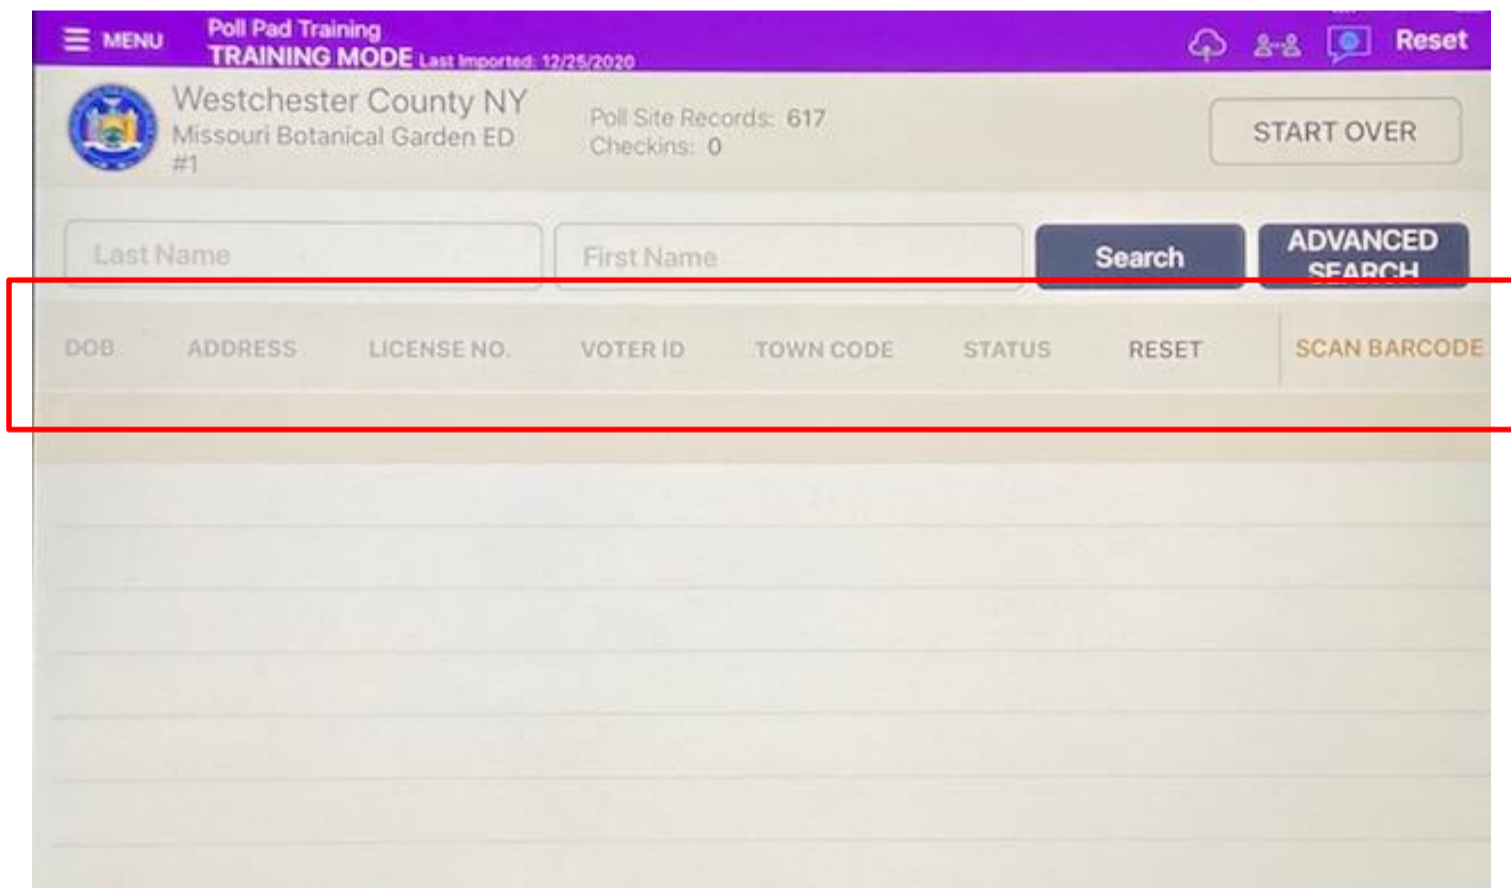 MENU
Poll Pad Training
TRAINING MODE Last Imported: 12/25/2020
Reset
Westchester County NY
Missouri Botanical Garden ED
#1
Poll Site Records: 617
Checkins: 0
START OVER
Last Name
First Name
Search
ADVANCED
SEARCH
DOB ADDRESS LICENSE NO. VOTER ID TOWN CODE STATUS RESET SCAN BARCODE